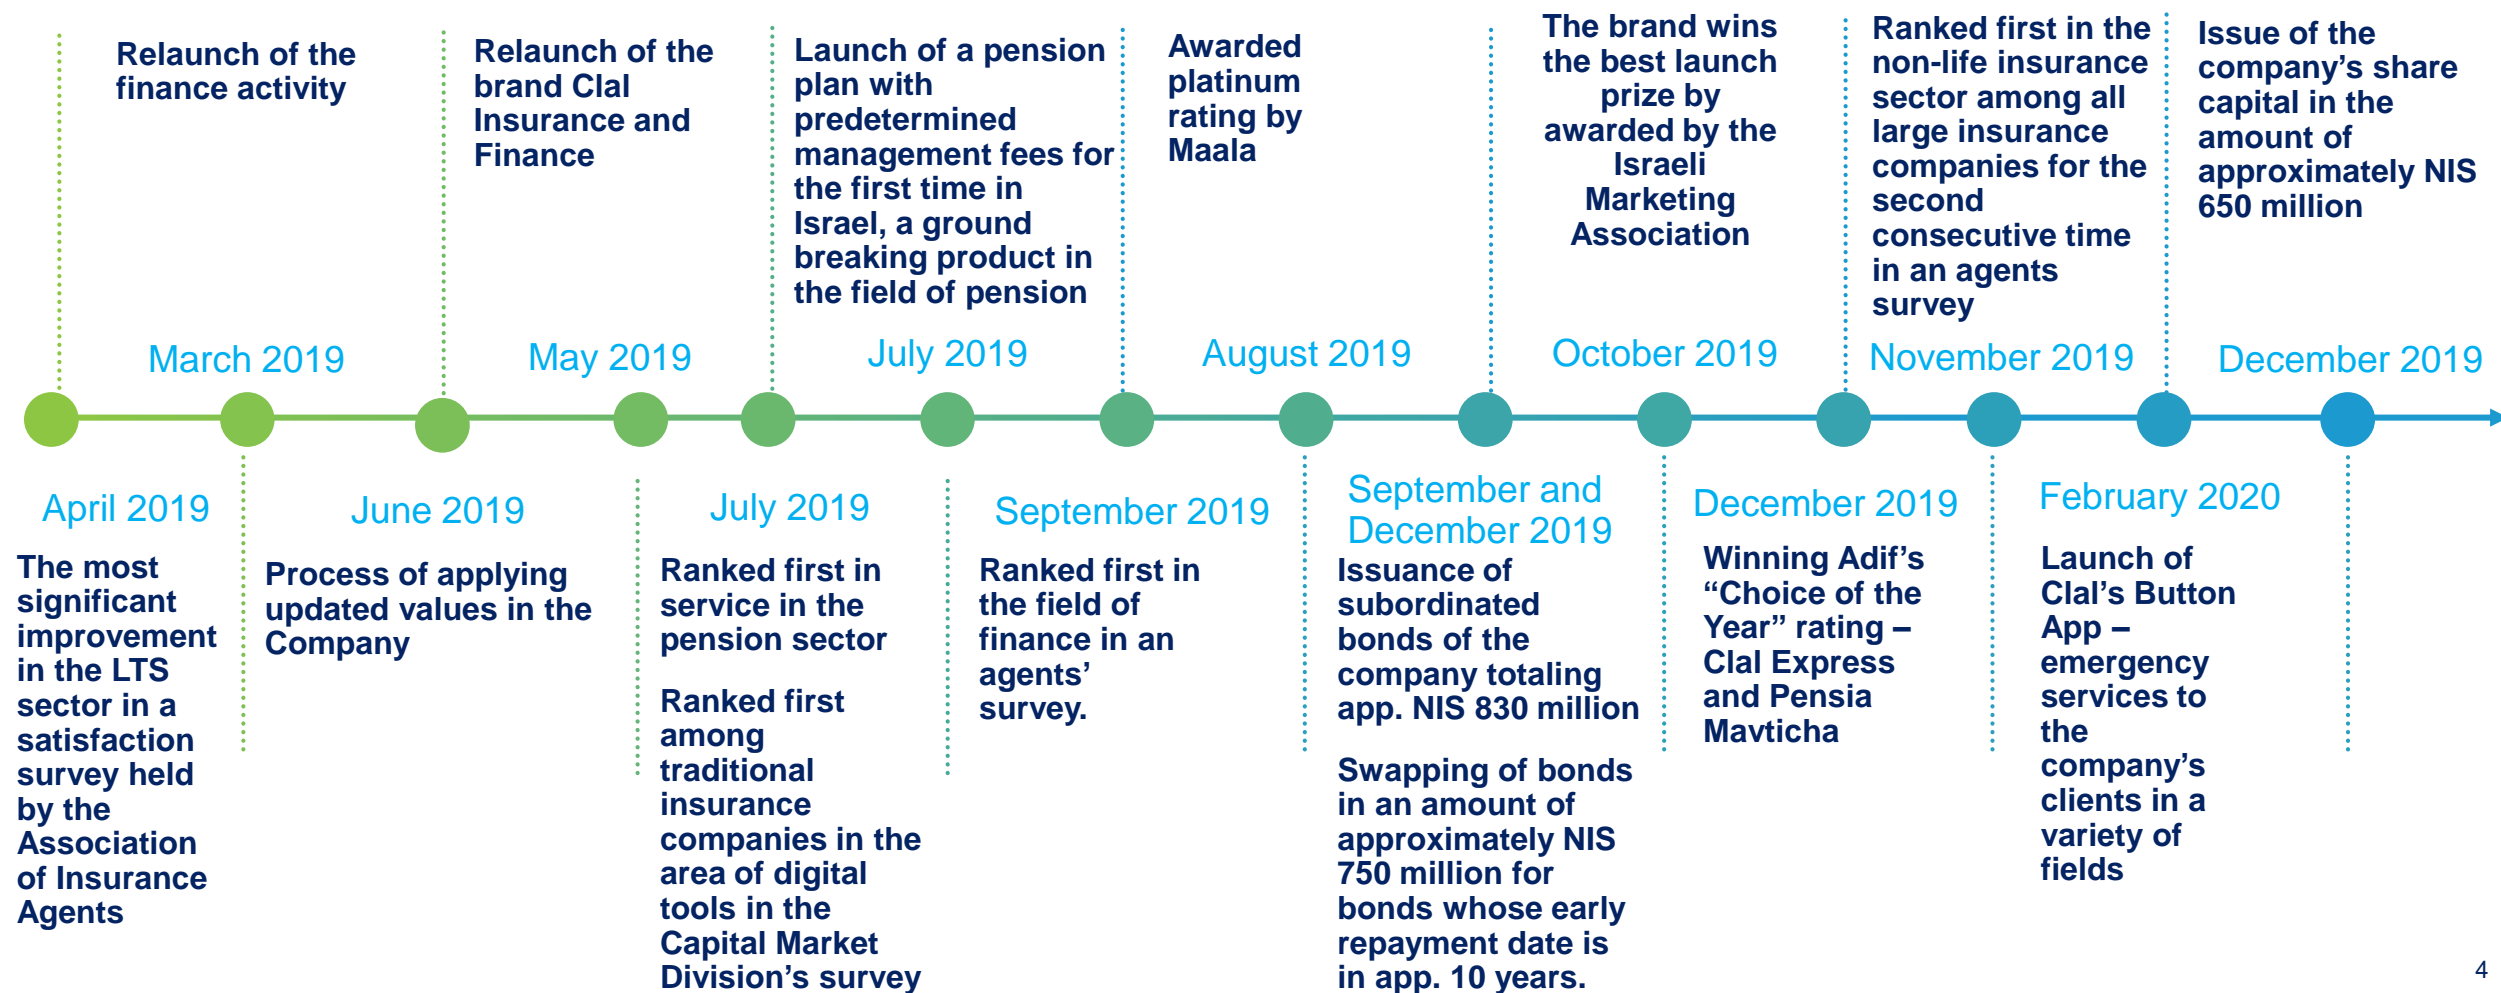 Relaunch of the
finance activity
March 2019
Relaunch of the
brand Clal
Insurance and
Finance
May 2019
Launch of a pension
plan with
predetermined
management fees for
the first time in
Israel, a ground
breaking product in
the field of pension
July 2019
Awarded
platinum
rating by
Maala
August 2019
The brand wins
the best launch
prize by
awarded by the
Israeli
Marketing
Association
October 2019
Ranked first in the
non-life insurance
sector among all
large insurance
companies for the
second
consecutive time
in an agents
survey
November 2019
Issue of the
company’s share
capital in the
amount of
approximately NIS
650 million
December 2019
April 2019
The most
significant
improvement
in the LTS
sector in a
satisfaction
survey held
by the
Association
of Insurance
Agents
June 2019
Process of applying
updated values in the
Company
July 2019
Ranked first in
service in the
pension sector
Ranked first
among
traditional
insurance
companies in the
area of digital
tools in the
Capital Market
Division’s survey
September 2019
Ranked first in
the field of
finance in an
agents’
survey.
September and
December 2019
Issuance of
subordinated
bonds of the
company totaling
app. NIS 830 million
Swapping of bonds
in an amount of
approximately NIS
750 million for
bonds whose early
repayment date is
in app. 10 years.
December 2019
Winning Adif’s
“Choice of the
Year” rating –
Clal Express
and Pensia
Mavticha
February 2020
Launch of
Clal’s Button
App –
emergency
services to
the
company’s
clients in a
variety of
fields
4